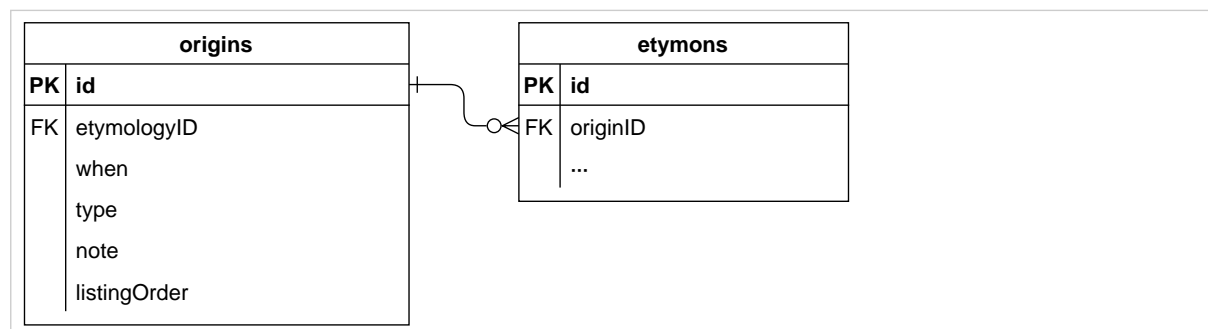 origins
PK id
FK etymologyID
when
type
note
listingOrder
etymons
PK id
FK originID
...